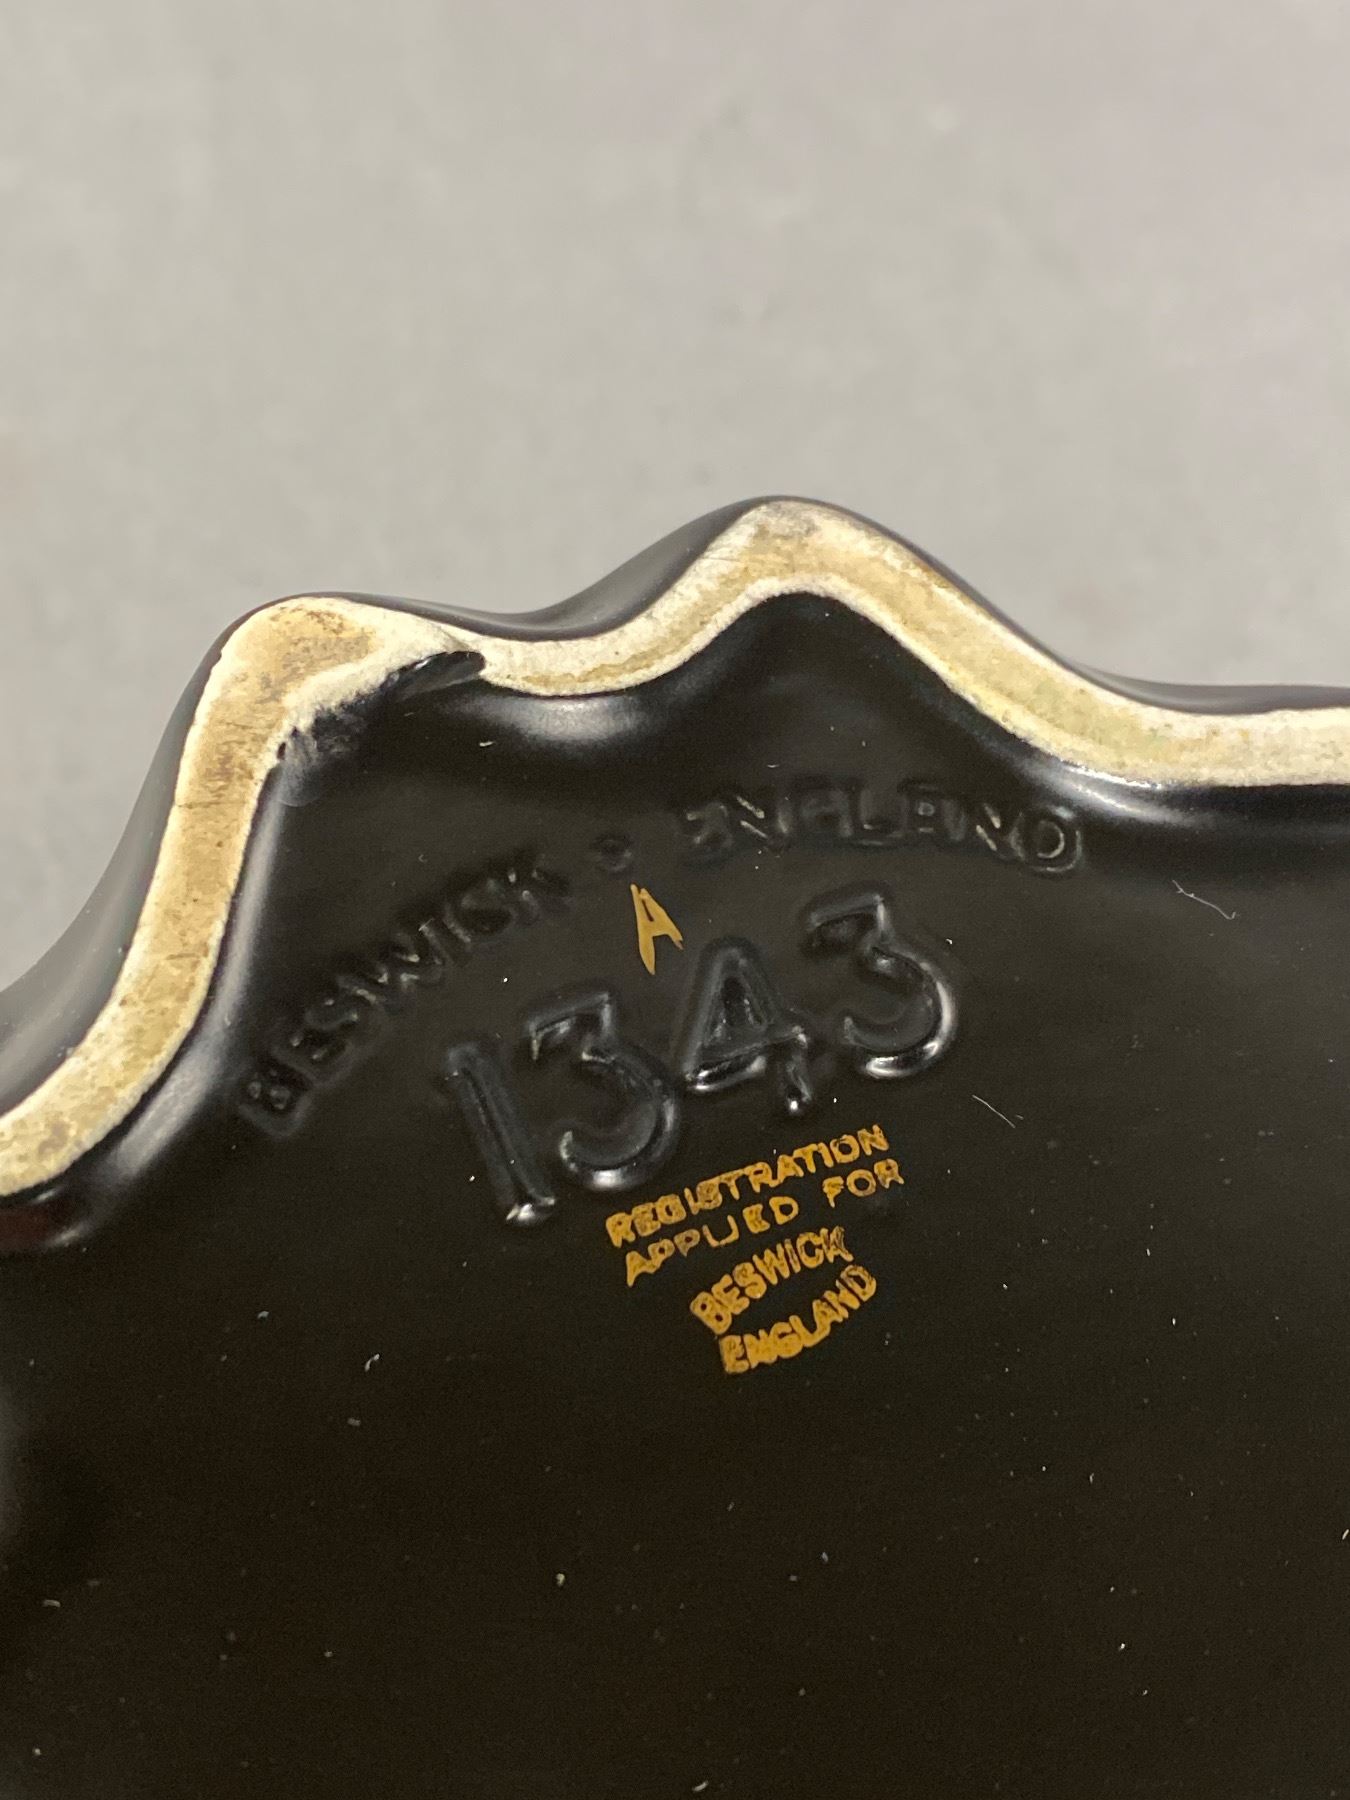 BESWICK • ENGLAND
A
1343
REGISTRATION
APPLIED FOR
BESWICK
ENGLAND